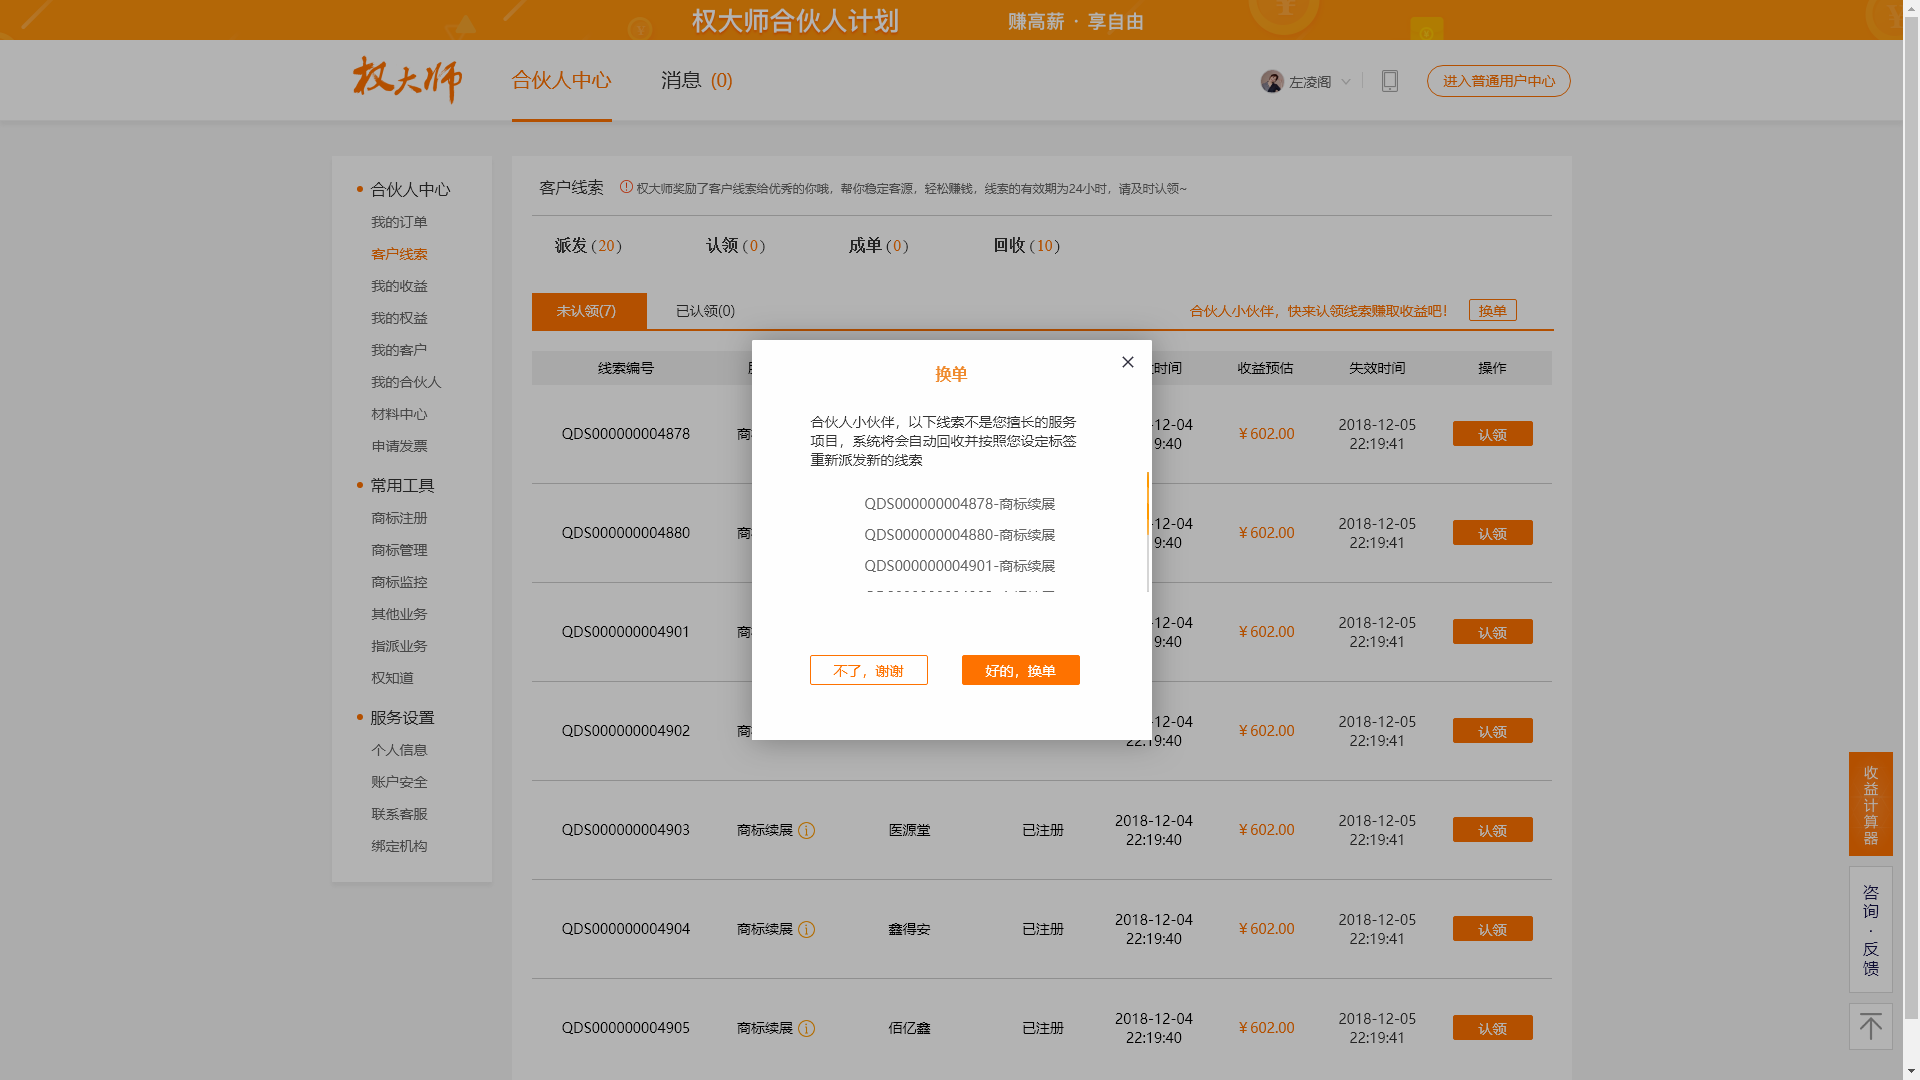 权大师合伙人计划 赚高薪 · 享自由
权大师 合伙人中心 消息 (0) 左凌阁 进入普通用户中心
合伙人中心
我的订单
客户线索
我的收益
我的权益
我的客户
我的合伙人
材料中心
申请发票
常用工具
商标注册
商标管理
商标监控
其他业务
指派业务
权知道
服务设置
个人信息
账户安全
联系客服
绑定机构
客户线索 权大师奖励了客户线索给优秀的你哦，帮你稳定客源，轻松赚钱，线索的有效期为24小时，请及时认领~
派发 (20) 认领 (0) 成单 (0) 回收 (10)
未认领(7) 已认领(0) 合伙人小伙伴，快来认领线索赚取收益吧！ 换单
线索编号 时间 收益预估 失效时间 操作
QDS000000004878 商 12-04 9:40 ￥602.00 2018-12-05 22:19:41 认领
QDS000000004880 商 12-04 9:40 ￥602.00 2018-12-05 22:19:41 认领
QDS000000004901 商 12-04 9:40 ￥602.00 2018-12-05 22:19:41 认领
QDS000000004902 商 12-04 22:19:40 ￥602.00 2018-12-05 22:19:41 认领
QDS000000004903 商标续展 医源堂 已注册 2018-12-04 22:19:40 ￥602.00 2018-12-05 22:19:41 认领
QDS000000004904 商标续展 鑫得安 已注册 2018-12-04 22:19:40 ￥602.00 2018-12-05 22:19:41 认领
QDS000000004905 商标续展 佰亿鑫 已注册 2018-12-04 22:19:40 ￥602.00 2018-12-05 22:19:41 认领
换单
合伙人小伙伴，以下线索不是您擅长的服务
项目，系统将会自动回收并按照您设定标签
重新派发新的线索
QDS000000004878-商标续展
QDS000000004880-商标续展
QDS000000004901-商标续展
不了，谢谢 好的，换单
收益计算器
咨询·反馈